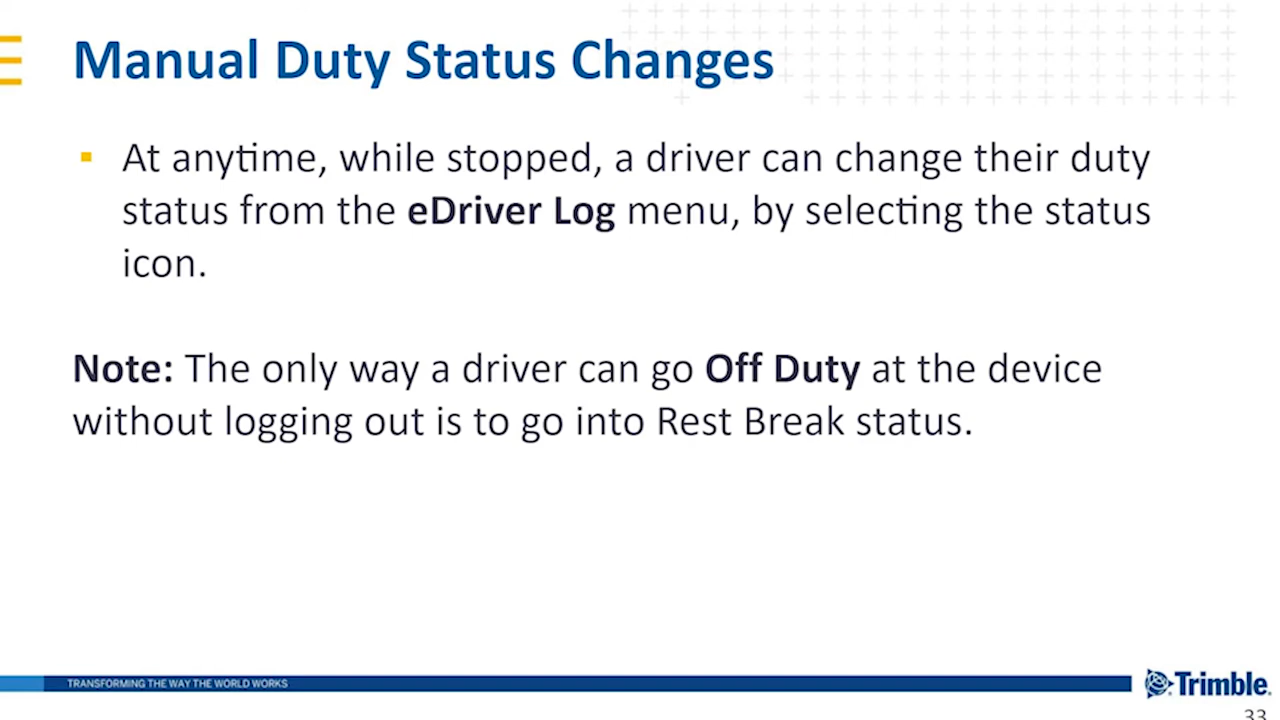 Manual Duty Status Changes
▪ At anytime, while stopped, a driver can change their duty
status from the eDriver Log menu, by selecting the status
icon.
Note: The only way a driver can go Off Duty at the device
without logging out is to go into Rest Break status.
TRANSFORMING THE WAY THE WORLD WORKS
Trimble.
33